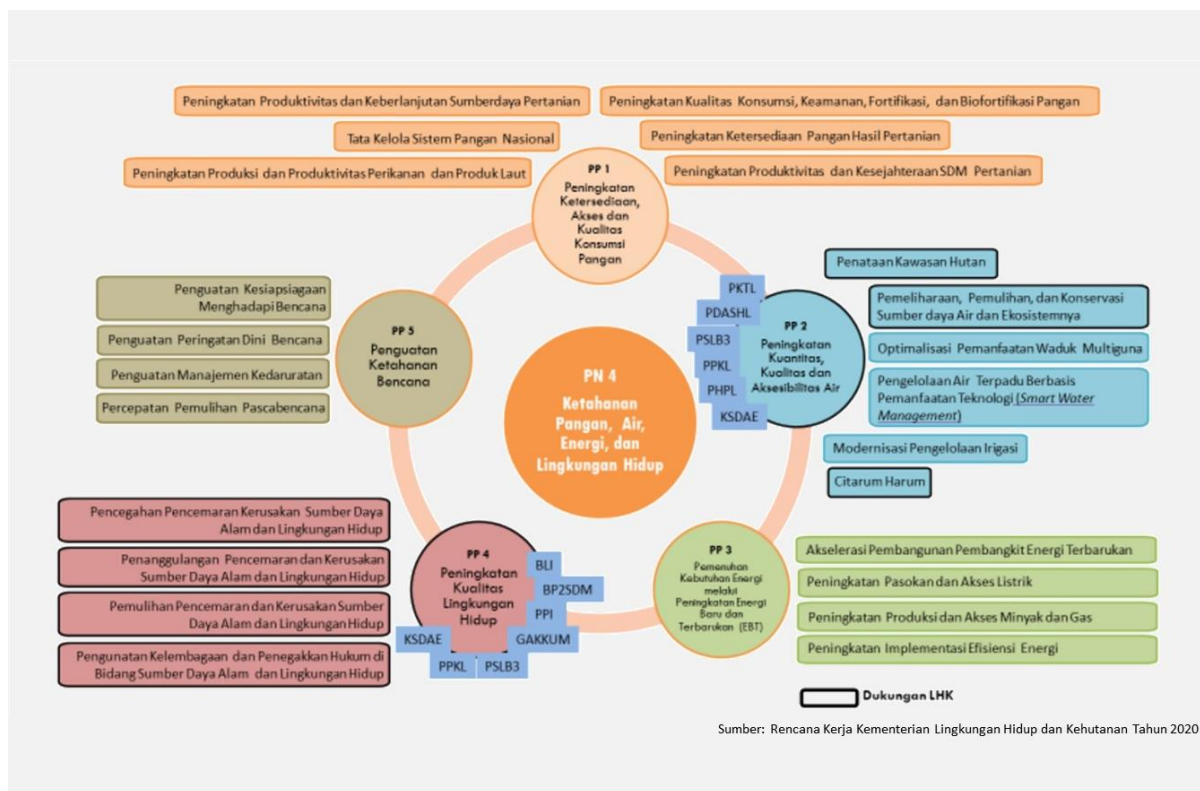 Peningkatan Produktivitas dan Keberlanjutan Sumberdaya Pertanian
Peningkatan Kualitas Konsumsi, Keamanan, Fortifikasi, dan Biofortifikasi Pangan
Tata Kelola Sistem Pangan Nasional
Peningkatan Ketersediaan Pangan Hasil Pertanian
Peningkatan Produksi dan Produktivitas Perikanan dan Produk Laut
Peningkatan Produktivitas dan Kesejahteraan SDM Pertanian
PP 1
Peningkatan
Ketersediaan,
Akses dan
Kualitas
Konsumsi
Pangan
Penataan Kawasan Hutan
Pemeliharaan, Pemulihan, dan Konservasi
Sumber daya Air dan Ekosistemnya
Optimalisasi Pemanfaatan Waduk Multiguna
Pengelolaan Air Terpadu Berbasis
Pemanfaatan Teknologi (Smart Water
Management)
Modernisasi Pengelolaan Irigasi
Citarum Harum
PKTL
PDASHL
PSLB3
PPKL
PHPL
KSDAE
PP 2
Peningkatan
Kuantitas,
Kualitas dan
Aksesibilitas Air
Penguatan Kesiapsiagaan
Menghadapi Bencana
Penguatan Peringatan Dini Bencana
Penguatan Manajemen Kedaruratan
Percepatan Pemulihan Pascabencana
PP 5
Penguatan
Ketahanan
Bencana
PN 4
Ketahanan
Pangan, Air,
Energi, dan
Lingkungan Hidup
Pencegahan Pencemaran Kerusakan Sumber Daya
Alam dan Lingkungan Hidup
Penanggulangan Pencemaran dan Kerusakan
Sumber Daya Alam dan Lingkungan Hidup
Pemulihan Pencemaran dan Kerusakan Sumber
Daya Alam dan Lingkungan Hidup
Pengunatan Kelembagaan dan Penegakkan Hukum di
Bidang Sumber Daya Alam dan Lingkungan Hidup
PP 4
Peningkatan
Kualitas
Lingkungan
Hidup
BLI
BP2SDM
PPI
GAKKUM
KSDAE
PPKL
PSLB3
PP 3
Pemenuhan
Kebutuhan Energi
melalui
Peningkatan Energi
Baru dan
Terbarukan (EBT)
Akselerasi Pembangunan Pembangkit Energi Terbarukan
Peningkatan Pasokan dan Akses Listrik
Peningkatan Produksi dan Akses Minyak dan Gas
Peningkatan Implementasi Efisiensi Energi
Dukungan LHK
Sumber: Rencana Kerja Kementerian Lingkungan Hidup dan Kehutanan Tahun 2020